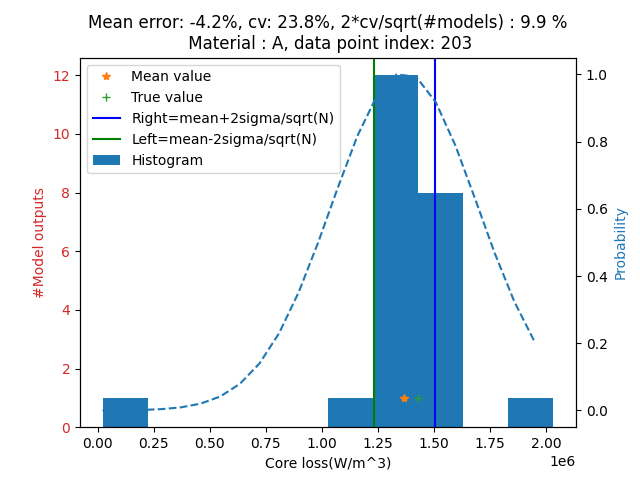 Mean error: -4.2%, cv: 23.8%, 2*cv/sqrt(#models) : 9.9 %
Material : A, data point index: 203
Mean value
True value
Right=mean+2sigma/sqrt(N)
Left=mean-2sigma/sqrt(N)
Histogram
#Model outputs
12
10
8
6
4
2
0
1.0
0.8
0.6
0.4
0.2
0.0
Probability
0.00 0.25 0.50 0.75 1.00 1.25 1.50 1.75 2.00
1e6
Core loss(W/m^3)